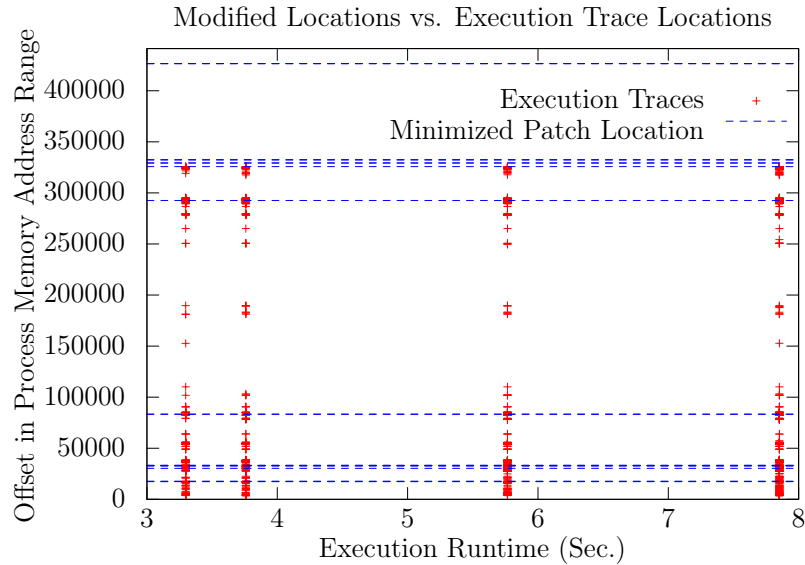 Modified Locations vs. Execution Trace Locations
Offset in Process Memory Address Range
400000
350000
300000
250000
200000
150000
100000
50000
0
Execution Traces
Minimized Patch Location
3 4 5 6 7 8
Execution Runtime (Sec.)